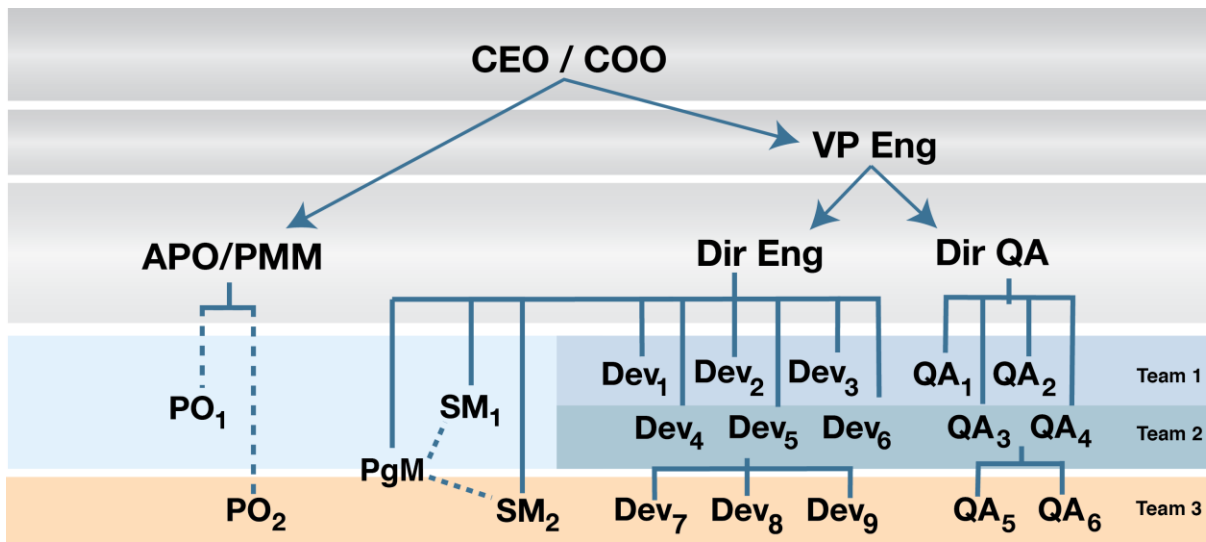 CEO / COO
VP Eng
APO/PMM
Dir Eng
Dir QA
Dev1 Dev2 Dev3 QA1 QA2 Team 1
PO1 SM1
Dev4 Dev5 Dev6 QA3 QA4 Team 2
PgM
PO2 SM2 Dev7 Dev8 Dev9 QA5 QA6 Team 3